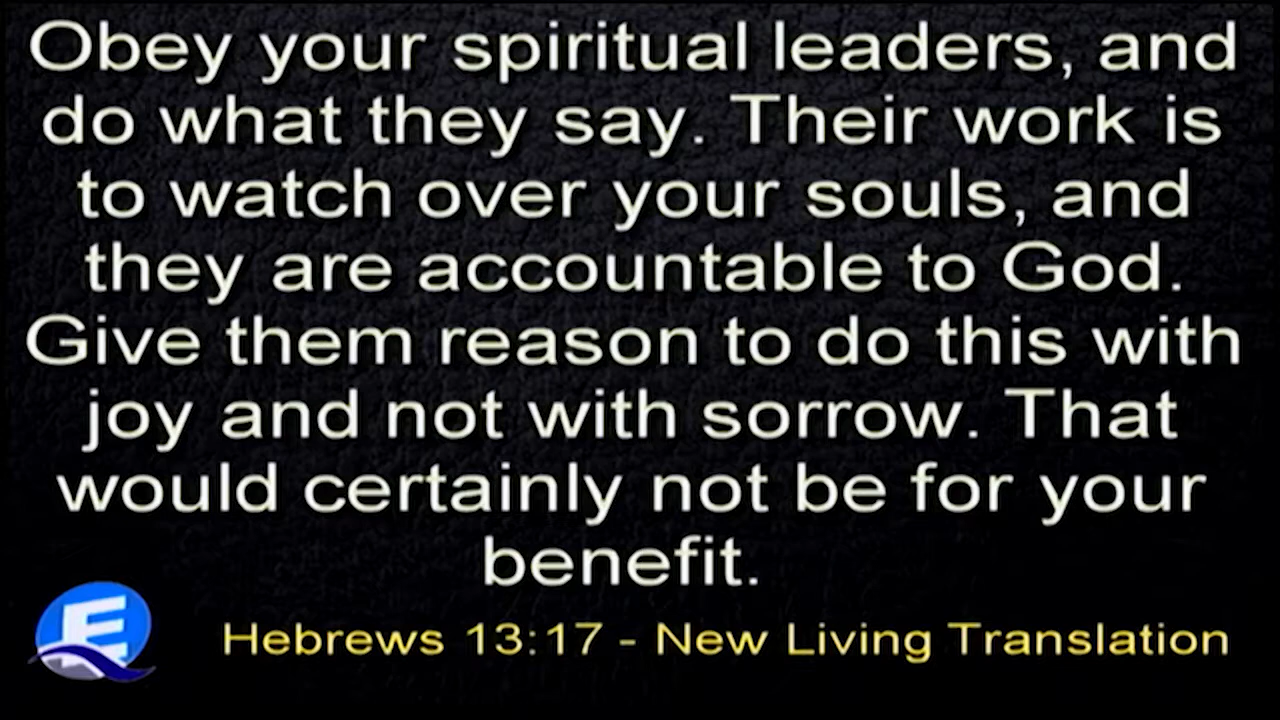 Obey your spiritual leaders, and
do what they say. Their work is
to watch over your souls, and
they are accountable to God.
Give them reason to do this with
joy and not with sorrow. That
would certainly not be for your
benefit.
E
Hebrews 13:17 - New Living Translation